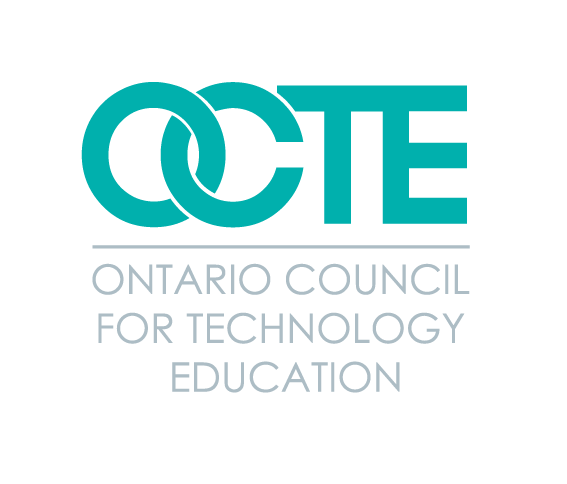 OCTE
ONTARIO COUNCIL
FOR TECHNOLOGY
EDUCATION